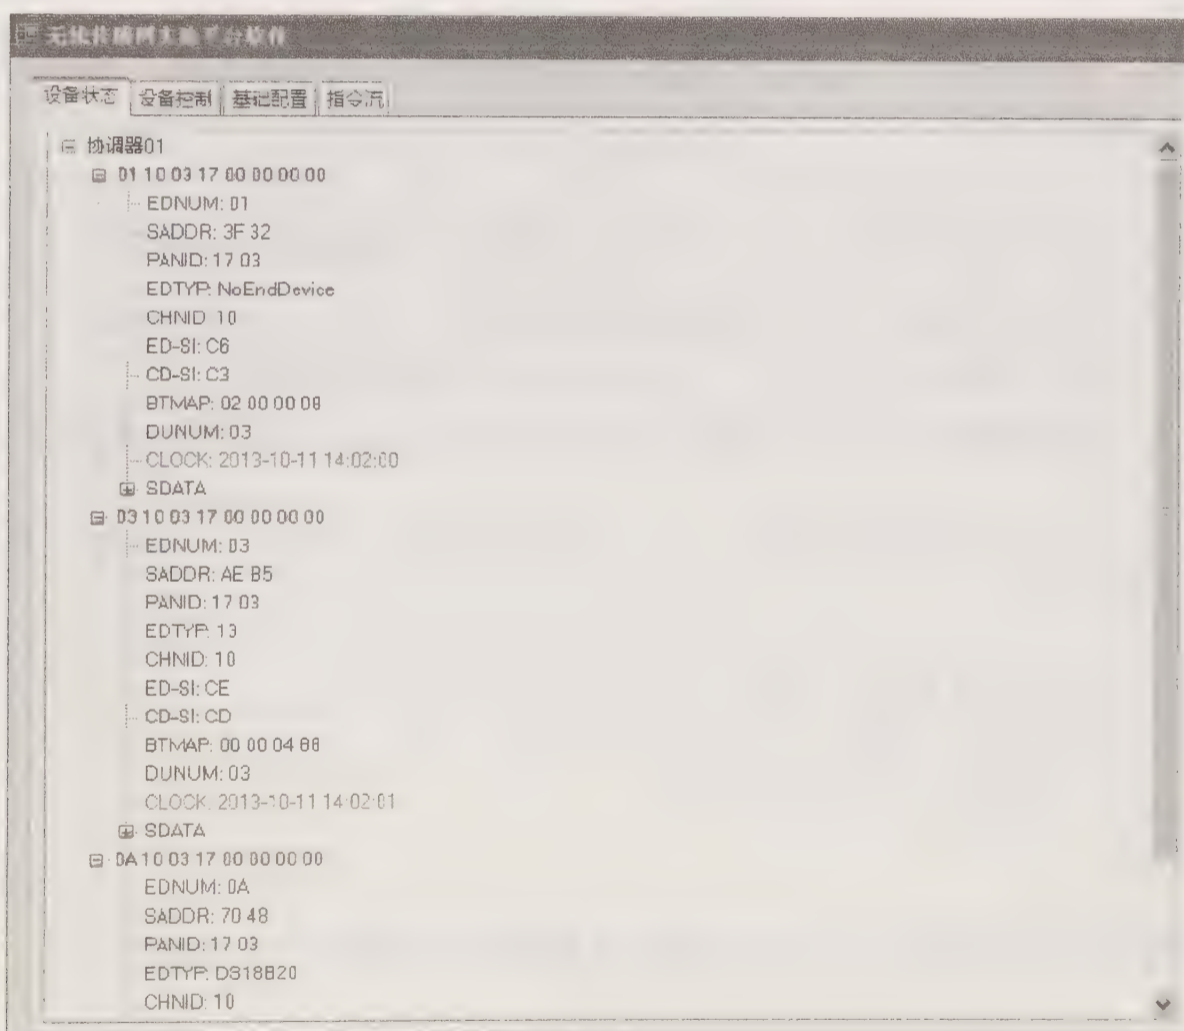 设备状态 设备控制 基础配置 指令流
协调器01
01 10 03 17 00 00 00 00
EDNUM: 01
SADDR: 3F 32
PANID: 17 03
EDTYP: NoEndDevice
CHNID 10
ED-SI: C6
CD-SI: C3
BTMAP: 02 00 00 08
DUNUM: 03
CLOCK: 2013-10-11 14:02:00
SDATA
03 10 03 17 00 00 00 00
EDNUM: 03
SADDR: AE B5
PANID: 17 03
EDTYP: 13
CHNID: 10
ED-SI: CE
CD-SI: CD
BTMAP: 00 00 04 88
DUNUM: 03
CLOCK: 2013-10-11 14:02:01
SDATA
0A 10 03 17 00 00 00 00
EDNUM: 0A
SADDR: 70 48
PANID: 17 03
EDTYP: DS18B20
CHNID: 10